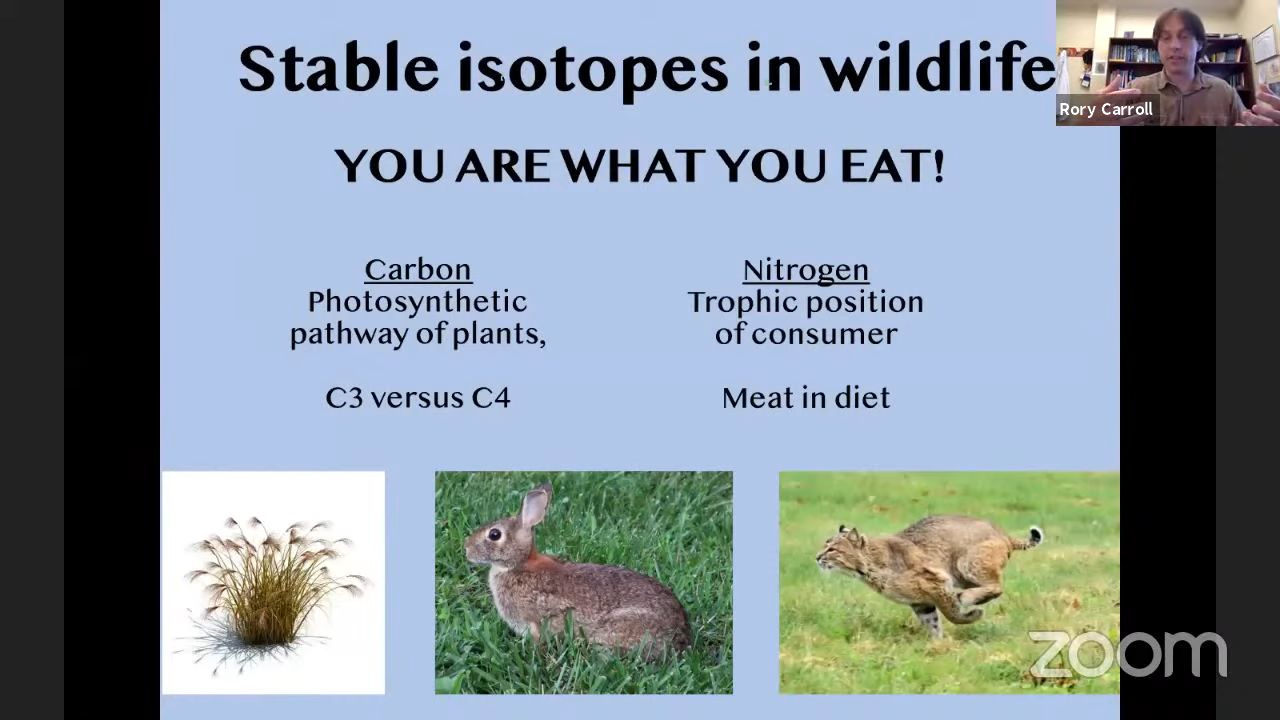 Stable isotopes in wildlife
Rory Carroll
YOU ARE WHAT YOU EAT!
Carbon
Photosynthetic
pathway of plants,
C3 versus C4
Nitrogen
Trophic position
of consumer
Meat in diet
zoom